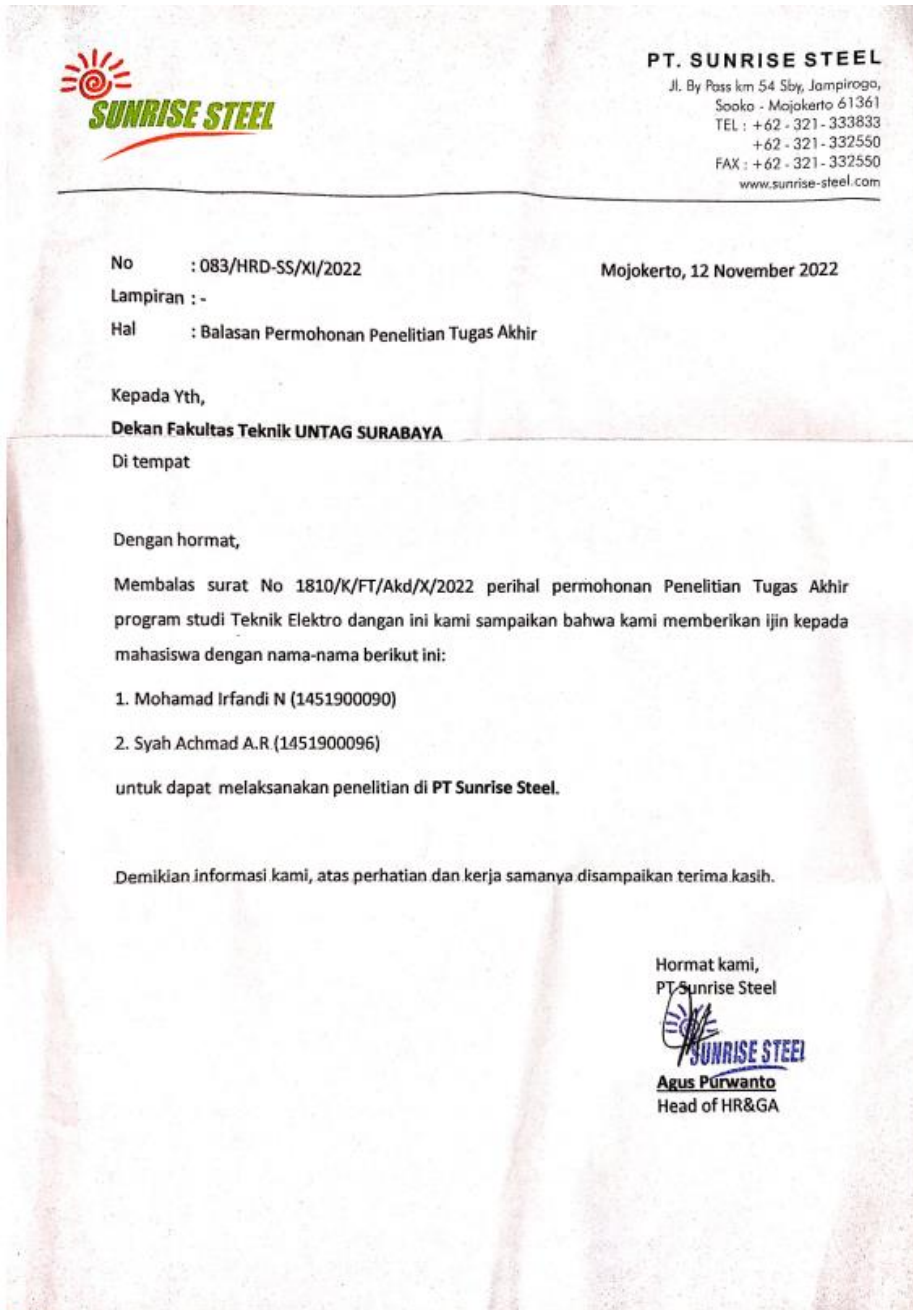 SUNRISE STEEL
PT. SUNRISE STEEL
Jl. By Pass km 54 Sby, Jampirogo,
Sooko - Mojokerto 61361
TEL : +62 - 321 - 333833
+62 - 321 - 332550
FAX : +62 - 321 - 332550
www.sunrise-steel.com
No : 083/HRD-SS/XI/2022 Mojokerto, 12 November 2022
Lampiran : -
Hal : Balasan Permohonan Penelitian Tugas Akhir
Kepada Yth,
Dekan Fakultas Teknik UNTAG SURABAYA
Di tempat
Dengan hormat,
Membalas surat No 1810/K/FT/Akd/X/2022 perihal permohonan Penelitian Tugas Akhir
program studi Teknik Elektro dangan ini kami sampaikan bahwa kami memberikan ijin kepada
mahasiswa dengan nama-nama berikut ini:
1. Mohamad Irfandi N (1451900090)
2. Syah Achmad A.R (1451900096)
untuk dapat melaksanakan penelitian di PT Sunrise Steel.
Demikian informasi kami, atas perhatian dan kerja samanya disampaikan terima kasih.
Hormat kami,
PT Sunrise Steel
SUNRISE STEEL
Agus Purwanto
Head of HR&GA